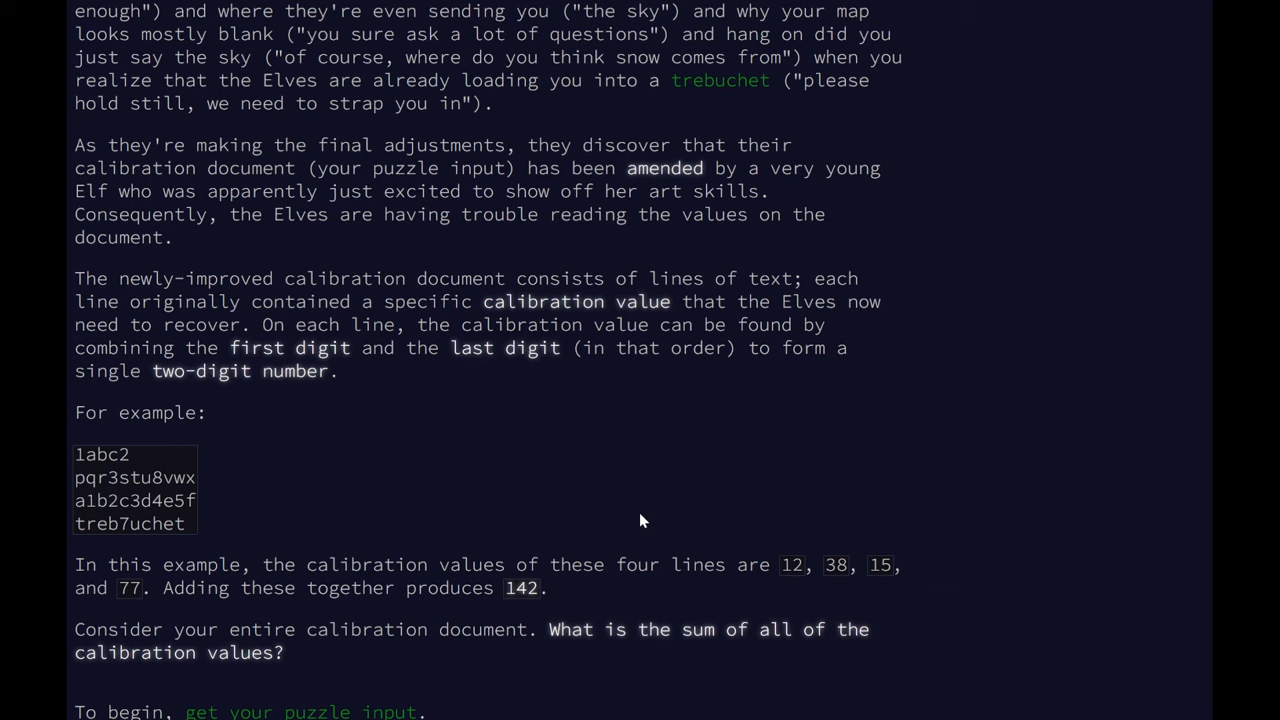 enough") and where they're even sending you ("the sky") and why your map
looks mostly blank ("you sure ask a lot of questions") and hang on did you
just say the sky ("of course, where do you think snow comes from") when you
realize that the Elves are already loading you into a trebuchet ("please
hold still, we need to strap you in").
As they're making the final adjustments, they discover that their
calibration document (your puzzle input) has been amended by a very young
Elf who was apparently just excited to show off her art skills.
Consequently, the Elves are having trouble reading the values on the
document.
The newly-improved calibration document consists of lines of text; each
line originally contained a specific calibration value that the Elves now
need to recover. On each line, the calibration value can be found by
combining the first digit and the last digit (in that order) to form a
single two-digit number.
For example:
1abc2
pqr3stu8vwx
a1b2c3d4e5f
treb7uchet
In this example, the calibration values of these four lines are 12, 38, 15,
and 77. Adding these together produces 142.
Consider your entire calibration document. What is the sum of all of the
calibration values?
To begin, get your puzzle input.